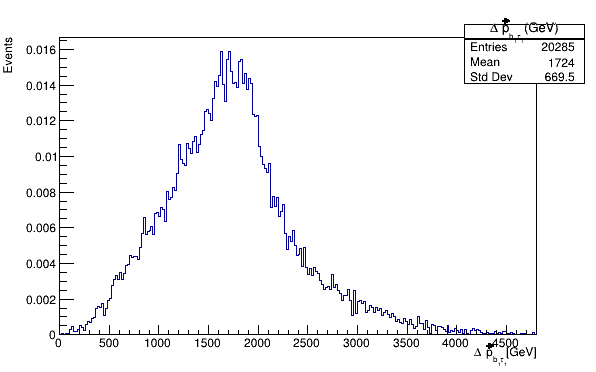 Δ p⃗_{b₁τ₁}(GeV)
Entries 20285
Mean 1724
Std Dev 669.5
Events
0.016
0.014
0.012
0.01
0.008
0.006
0.004
0.002
0
0 500 1000 1500 2000 2500 3000 3500 4000 4500
Δ p⃗_{b₁τ₁}[GeV]